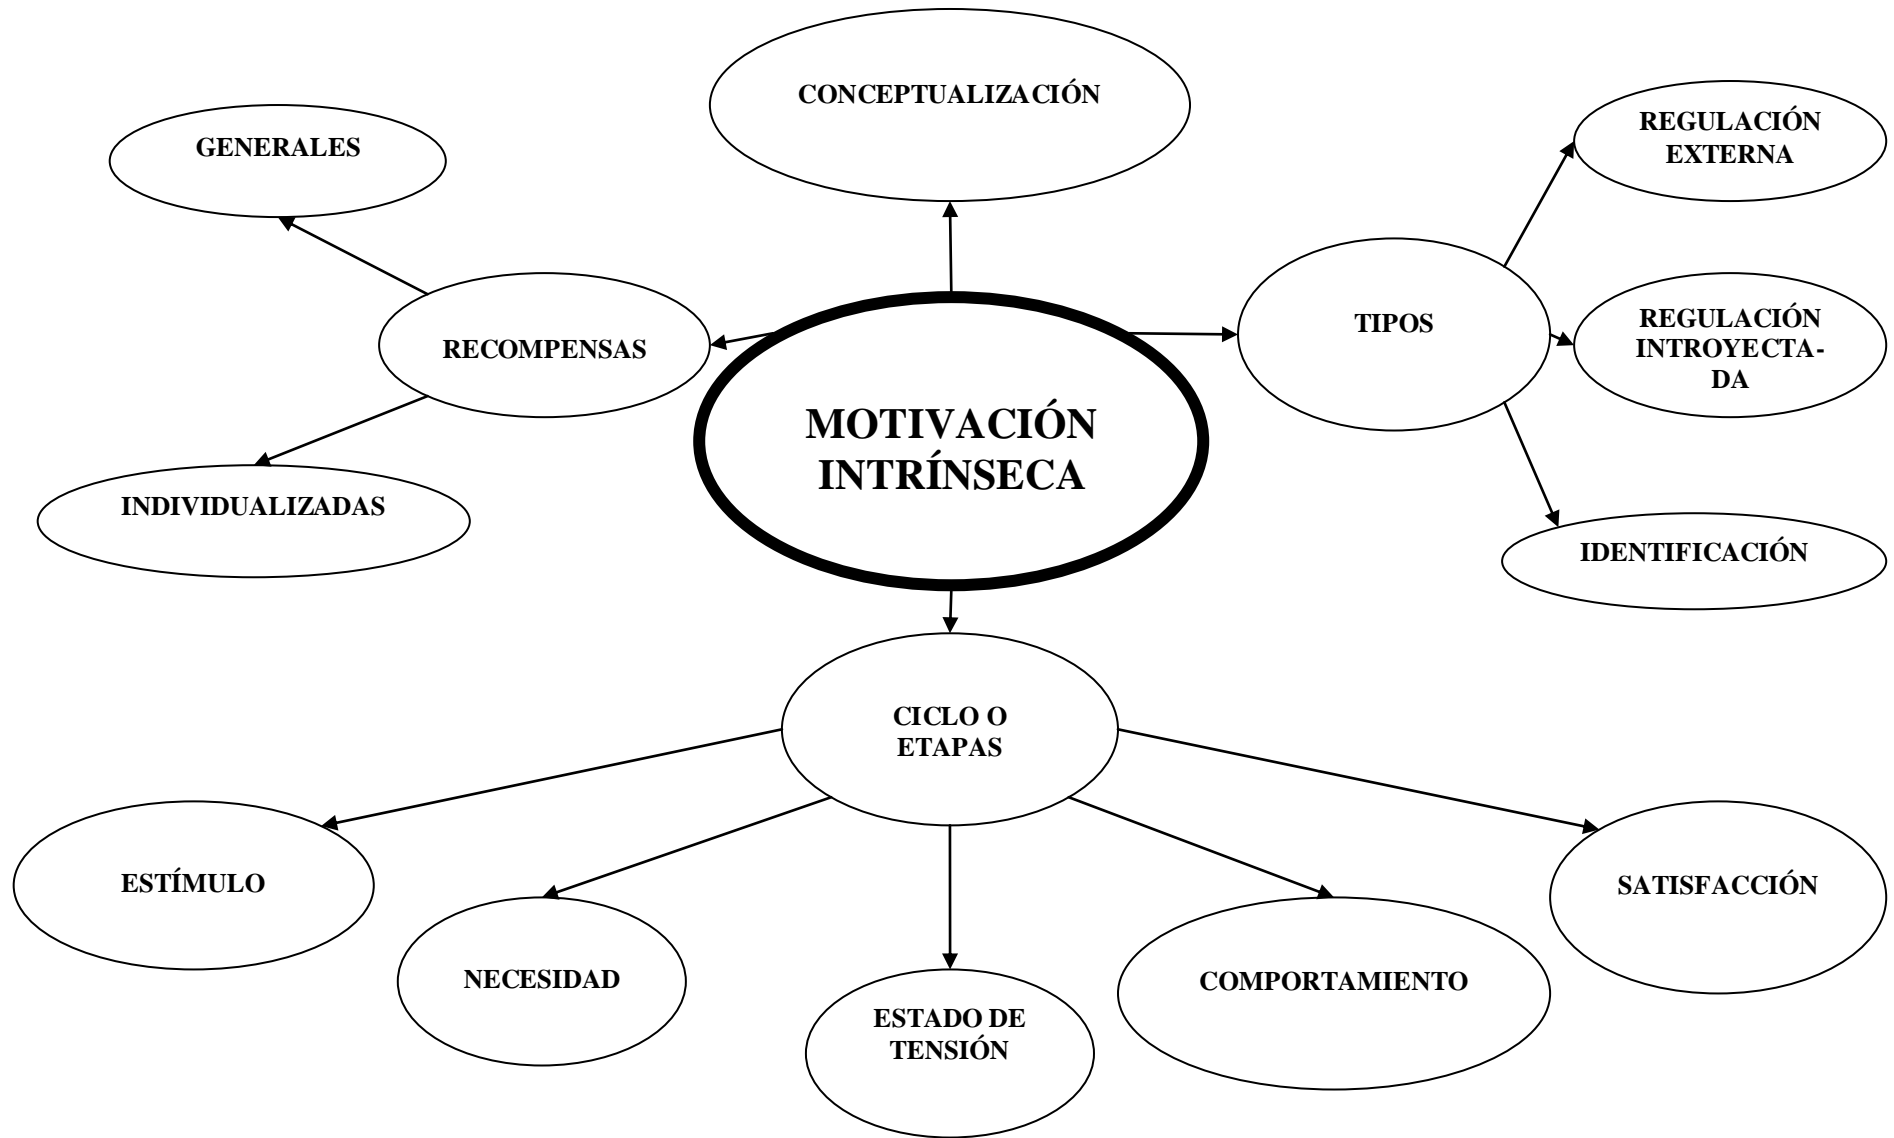 CONCEPTUALIZACIÓN
GENERALES
REGULACIÓN
EXTERNA
RECOMPENSAS
TIPOS
REGULACIÓN
INTROYECTA-
DA
MOTIVACIÓN
INTRÍNSECA
INDIVIDUALIZADAS
IDENTIFICACIÓN
CICLO O
ETAPAS
ESTÍMULO
NECESIDAD
ESTADO DE
TENSIÓN
COMPORTAMIENTO
SATISFACCIÓN